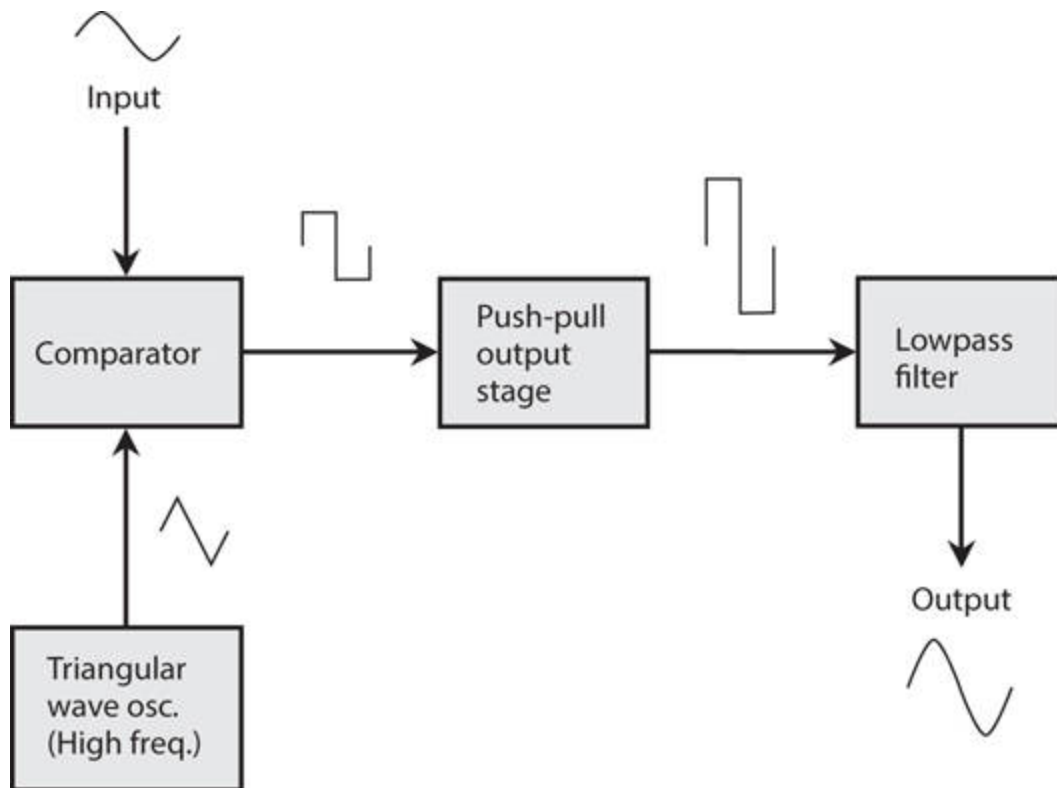 Input
Comparator
Push-pull
output
stage
Lowpass
filter
Output
Triangular
wave osc.
(High freq.)